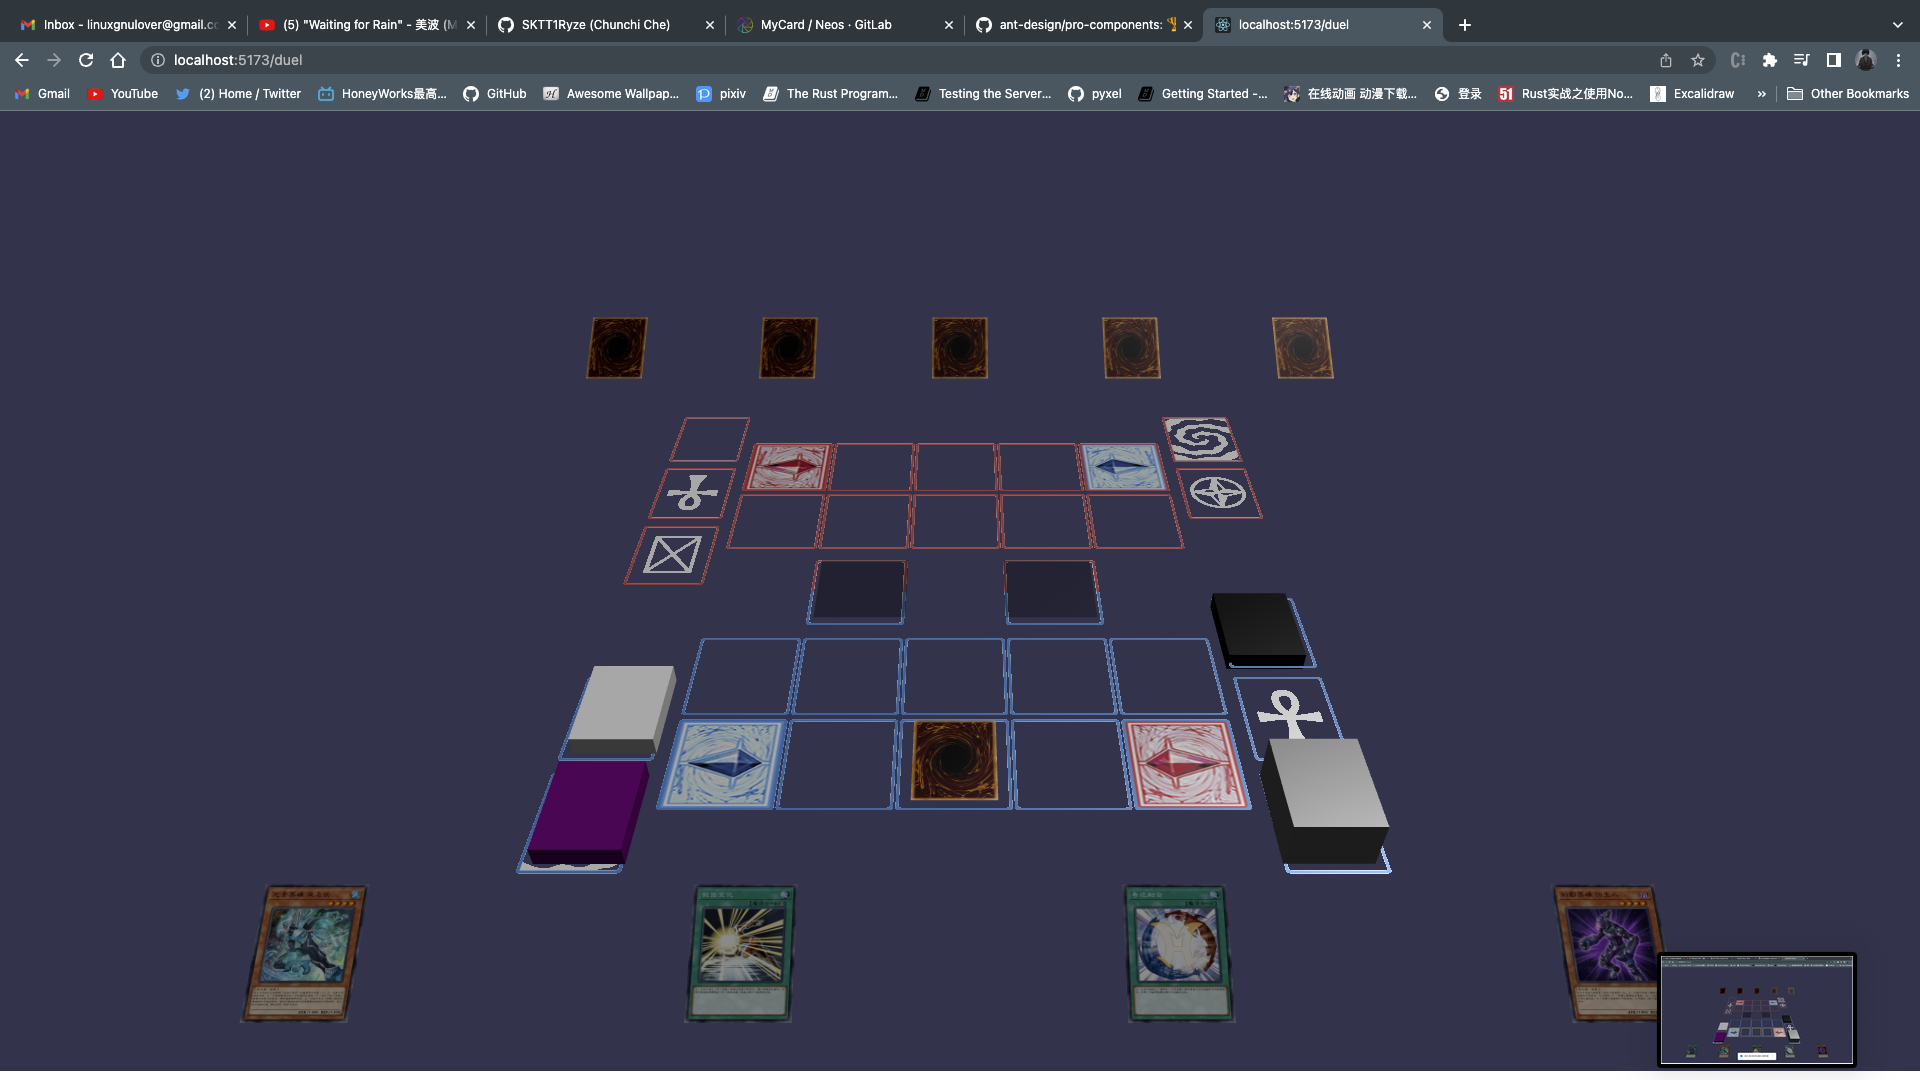 Inbox - linuxgnulover@gmail.cc
(5) "Waiting for Rain" - 美波 (M
SKTT1Ryze (Chunchi Che)
MyCard / Neos · GitLab
ant-design/pro-components: 🏆
localhost:5173/duel
localhost:5173/duel
Gmail
YouTube
(2) Home / Twitter
HoneyWorks最高...
GitHub
Awesome Wallpap...
pixiv
The Rust Program...
Testing the Server...
pyxel
Getting Started -...
在线动画 动漫下载...
登录
51
Rust实战之使用No...
Excalidraw
»
Other Bookmarks